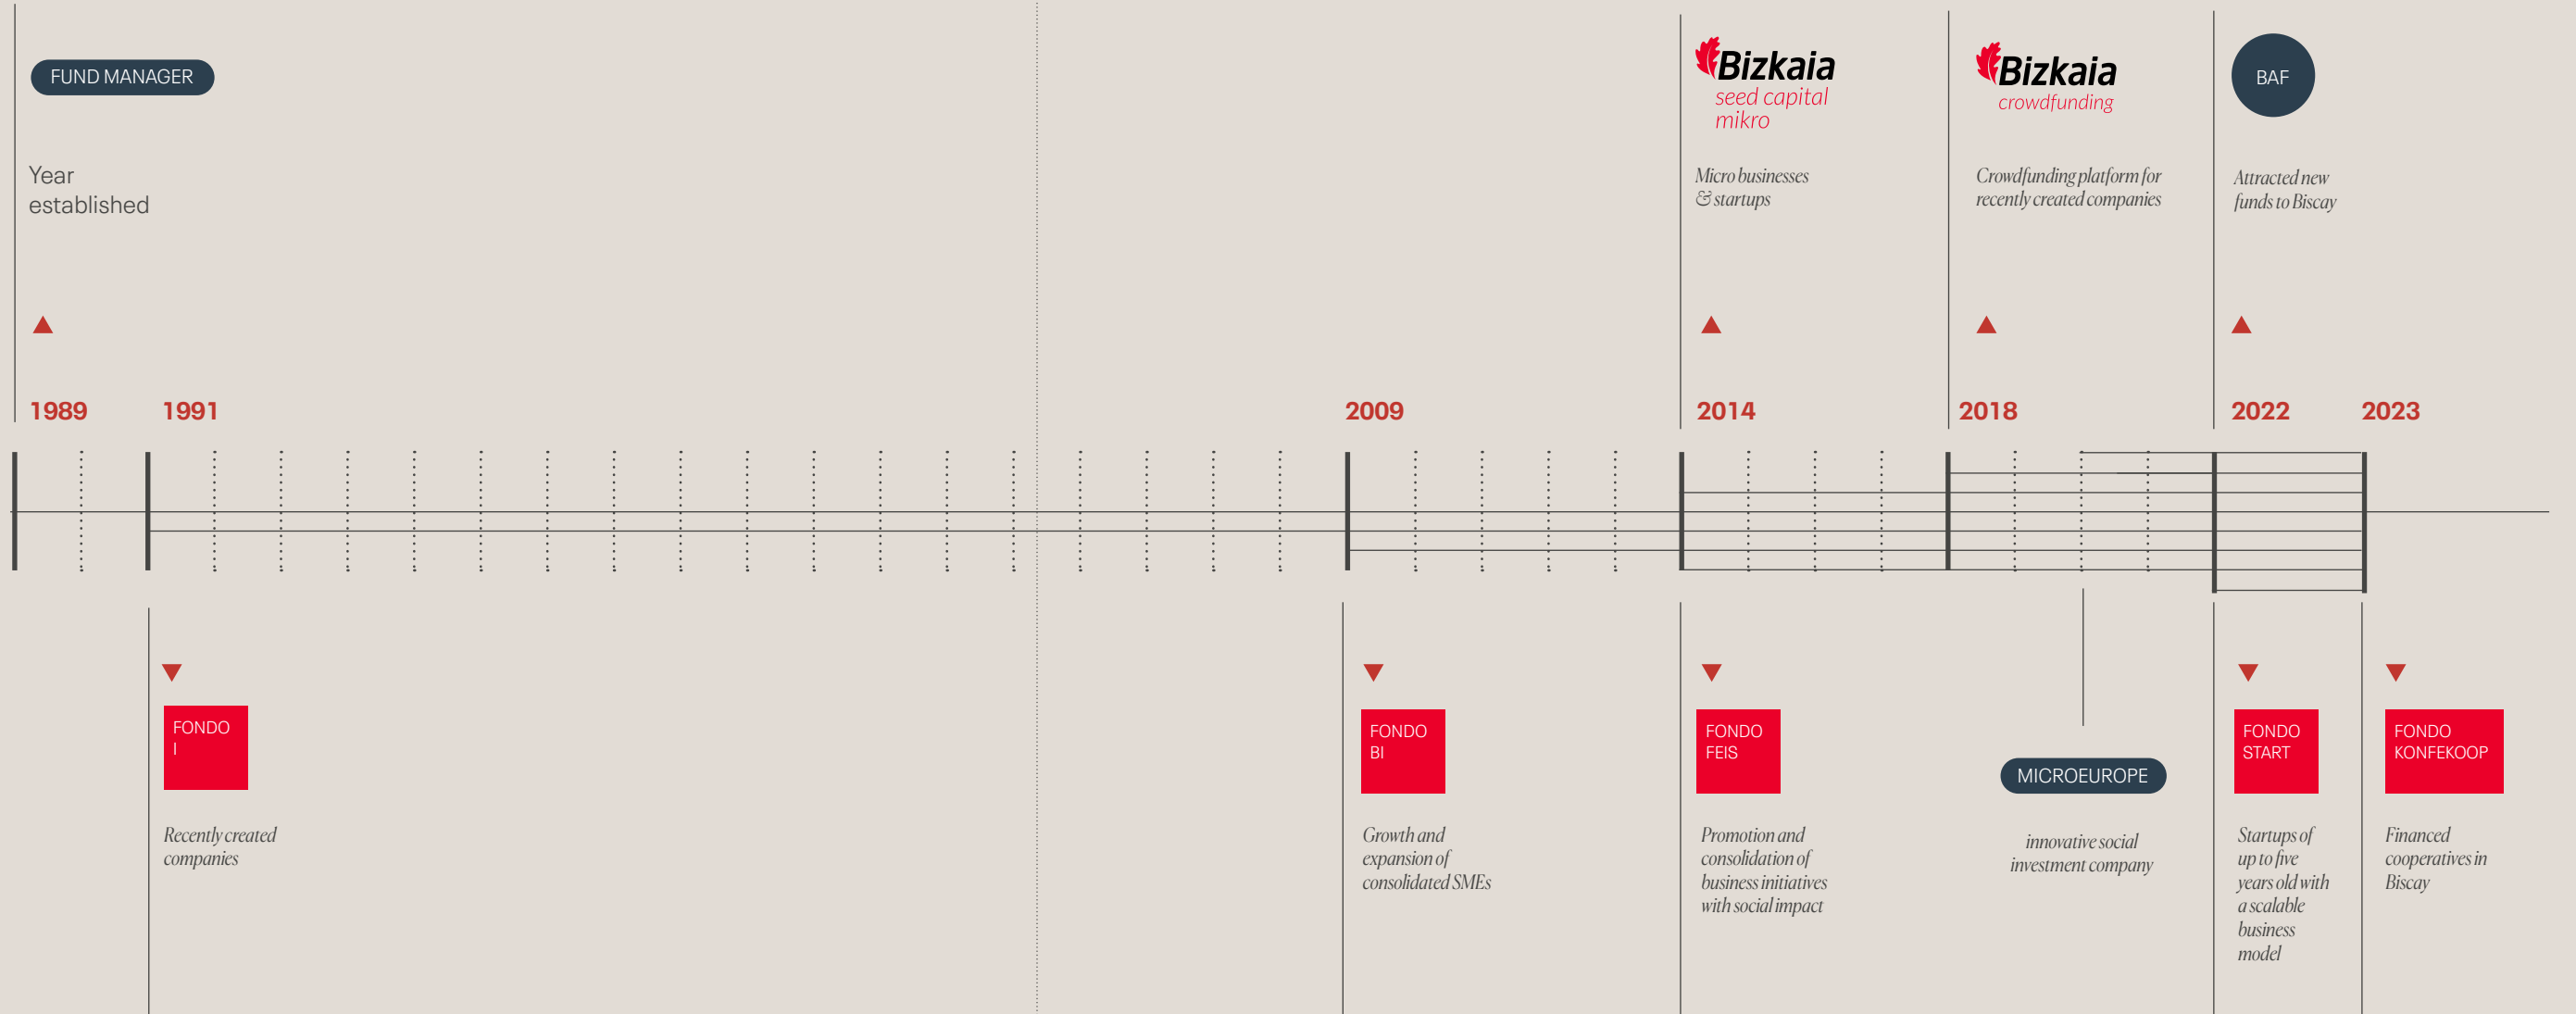 FUND MANAGER
Year
established
Bizkaia
seed capital
mikro
Micro businesses
& startups
Bizkaia
crowdfunding
Crowdfunding platform for
recently created companies
BAF
Attracted new
funds to Biscay
1989
1991
2009
2014
2018
2022
2023
FONDO
I
Recently created
companies
FONDO
BI
Growth and
expansion of
consolidated SMEs
FONDO
FEIS
Promotion and
consolidation of
business initiatives
with social impact
MICROEUROPE
innovative social
investment company
FONDO
START
Startups of
up to five
years old with
a scalable
business
model
FONDO
KONFEKOOP
Financed
cooperatives in
Biscay